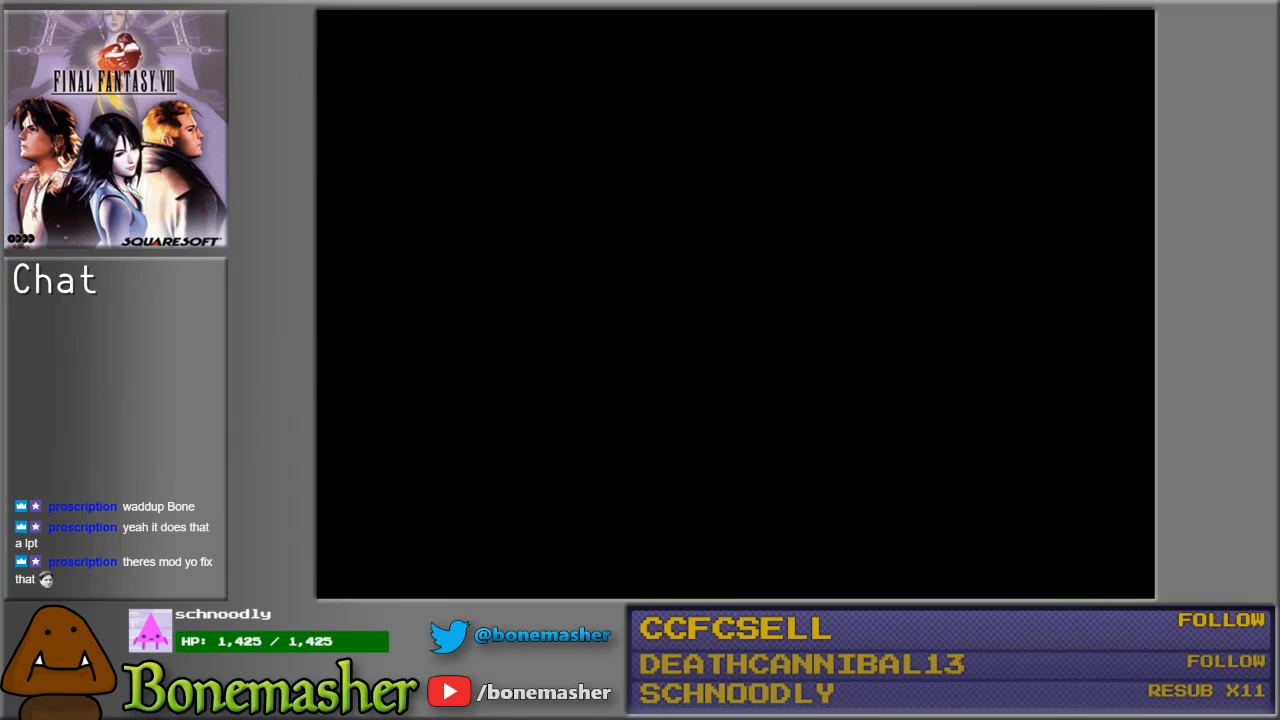 FINAL FANTASY VIII
SQUARESOFT
Chat
proscription waddup Bone
proscription yeah it does that
a lpt
proscription theres mod yo fix
that
schnoodly
HP: 1,425 / 1,425
Bonemasher
@bonemasher
/bonemasher
CCFCSELL FOLLOW
DEATHCANNIBAL13 FOLLOW
SCHNOODLY RESUB X11